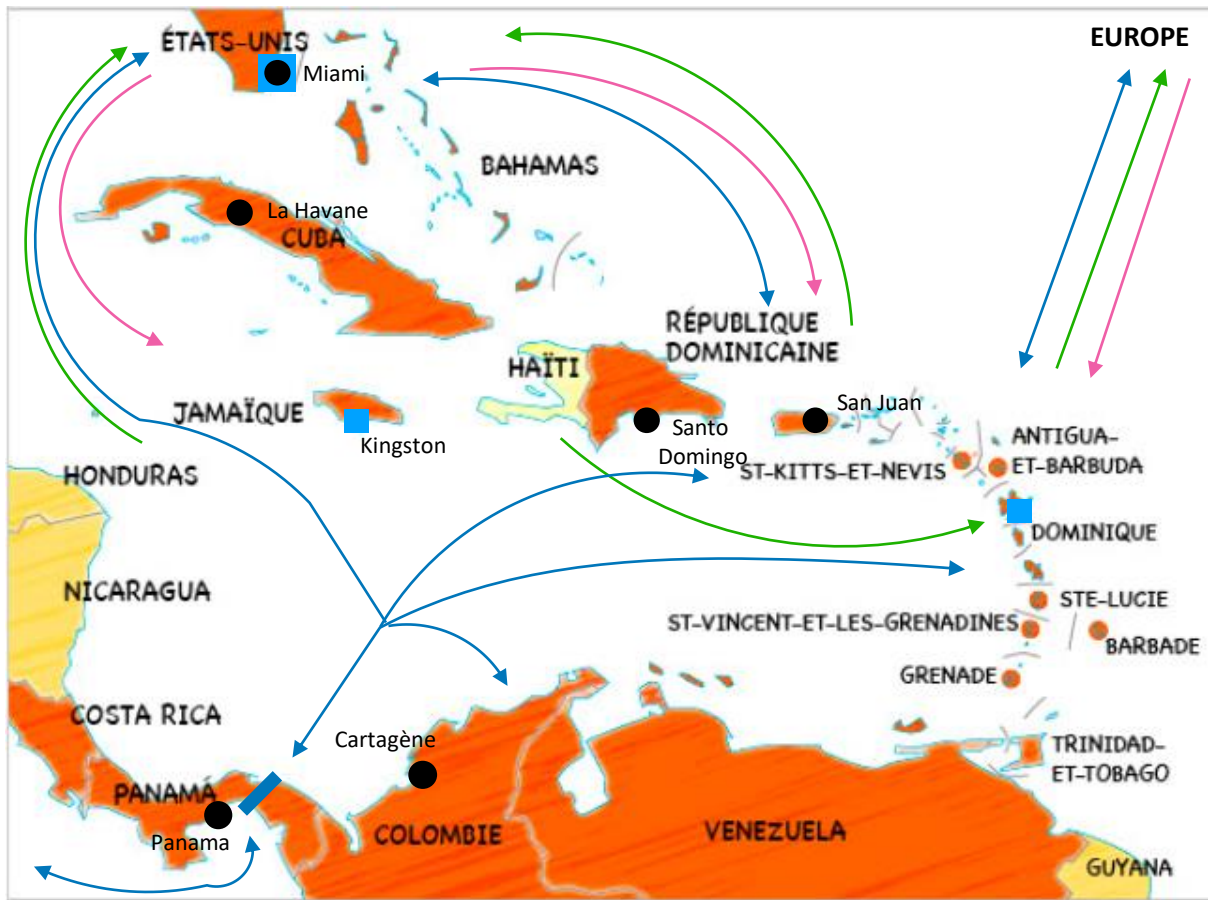 EUROPE
ÉTATS-UNIS
Miami
BAHAMAS
La Havane
CUBA
RÉPUBLIQUE
DOMINICAINE
HAÏTI
JAMAÏQUE
Kingston
San Juan
Santo
Domingo
ANTIGUA-
ET-BARBUDA
ST-KITTS-ET-NEVIS
HONDURAS
DOMINIQUE
NICARAGUA
STE-LUCIE
ST-VINCENT-ET-LES-GRENADINES
BARBADE
GRENADE
COSTA RICA
Cartagène
TRINIDAD-
ET-TOBAGO
PANAMÁ
Panama
COLOMBIE
VENEZUELA
GUYANA